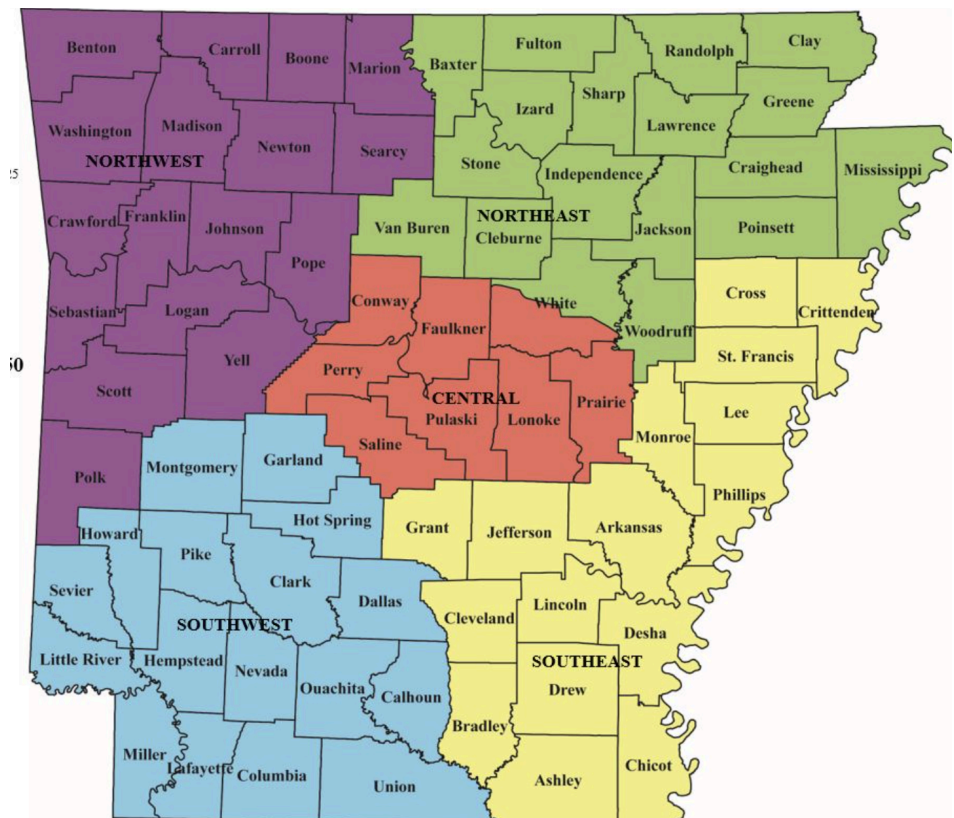 Benton
Carroll
Boone
Marion
Baxter
Fulton
Randolph
Clay
Izard
Sharp
Lawrence
Greene
Washington
Madison
Newton
Searcy
NORTHWEST
Stone
Independence
Craighead
Mississippi
25
Crawford
Franklin
Johnson
Pope
Van Buren
NORTHEAST
Cleburne
Jackson
Poinsett
Sebastian
Logan
Conway
Faulkner
White
Woodruff
Cross
Crittenden
50
Scott
Yell
Perry
CENTRAL
Pulaski
Lonoke
Prairie
St. Francis
Lee
Saline
Monroe
Polk
Montgomery
Garland
Hot Spring
Grant
Jefferson
Arkansas
Phillips
Howard
Pike
Clark
Sevier
Dallas
Cleveland
Lincoln
Desha
SOUTHWEST
Little River
Hempstead
Nevada
Ouachita
Calhoun
SOUTHEAST
Drew
Bradley
Miller
Lafayette
Columbia
Union
Ashley
Chicot